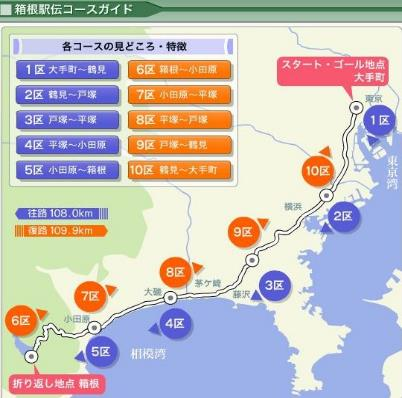 箱根駅伝コースガイド
各コースの見どころ・特徴
1区 大手町～鶴見
6区 箱根～小田原
2区 鶴見～戸塚
7区 小田原～平塚
3区 戸塚～平塚
8区 平塚～戸塚
4区 平塚～小田原
9区 戸塚～鶴見
5区 小田原～箱根
10区 鶴見～大手町
往路 108.0km
復路 109.9km
スタート・ゴール地点
大手町
東京
1区
東京湾
10区
横浜
2区
9区
8区
茅ケ崎
大磯
藤沢
3区
7区
小田原
4区
6区
5区
相模湾
折り返し地点 箱根